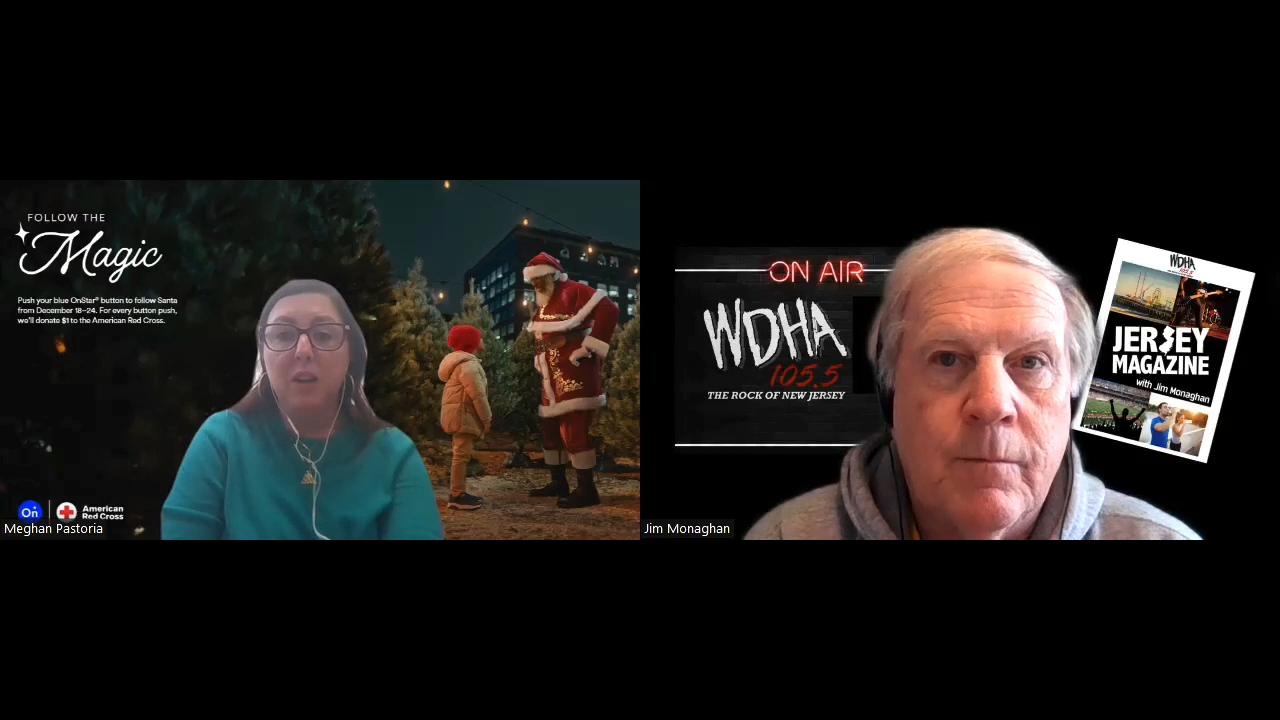 FOLLOW THE
Magic
Push your blue OnStar® button to follow Santa
from December 18–24. For every button push,
we'll donate $1 to the American Red Cross.
On
American
Red Cross
Meghan Pastoria
ON AIR
WDHA
105.5
THE ROCK OF NEW JERSEY
WDHA
105.5
JERSEY
MAGAZINE
with Jim Monaghan
Jim Monaghan